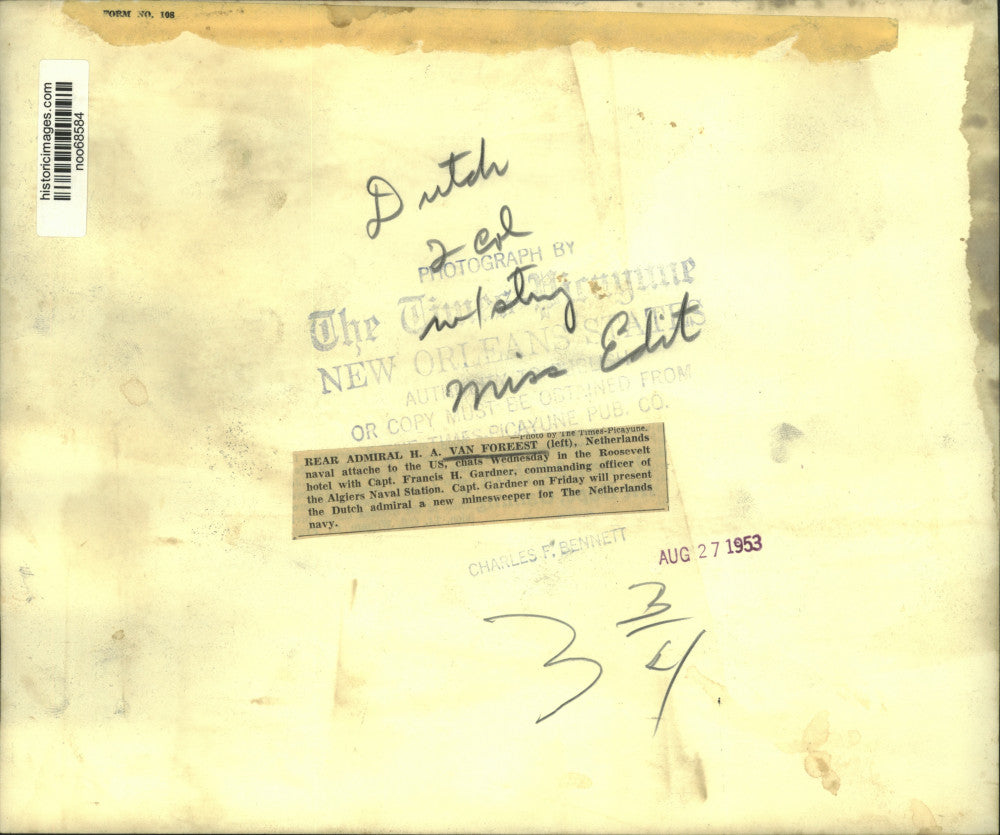 FORM NO. 108
historicimages.com
noo68584
Dutch
2 col
PHOTOGRAPH BY
w/string
The Times-Picayune
NEW ORLEANS STATES
Miss Edit
OR COPY MUST BE OBTAINED FROM
THE TIMES-PICAYUNE PUB. CO.
—Photo by The Times-Picayune.
REAR ADMIRAL H. A. VAN FOREEST (left), Netherlands
naval attache to the US, chats Wednesday in the Roosevelt
hotel with Capt. Francis H. Gardner, commanding officer of
the Algiers Naval Station. Capt. Gardner on Friday will present
the Dutch admiral a new minesweeper for The Netherlands
navy.
CHARLES F. BENNETT
AUG 27 1953
3 3/4